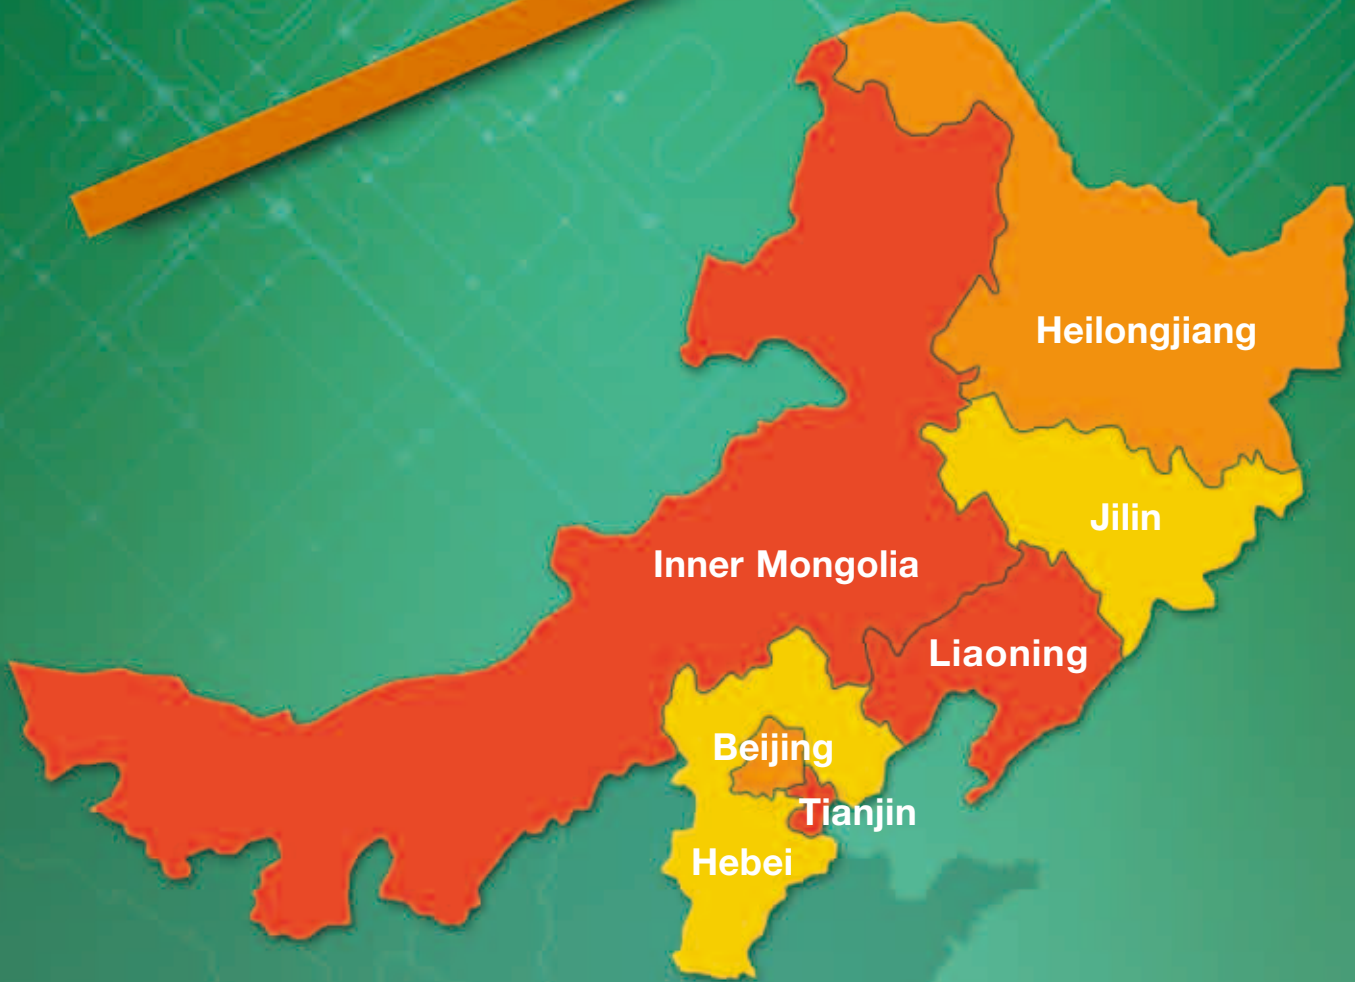 Heilongjiang
Jilin
Inner Mongolia
Liaoning
Beijing
Tianjin
Hebei